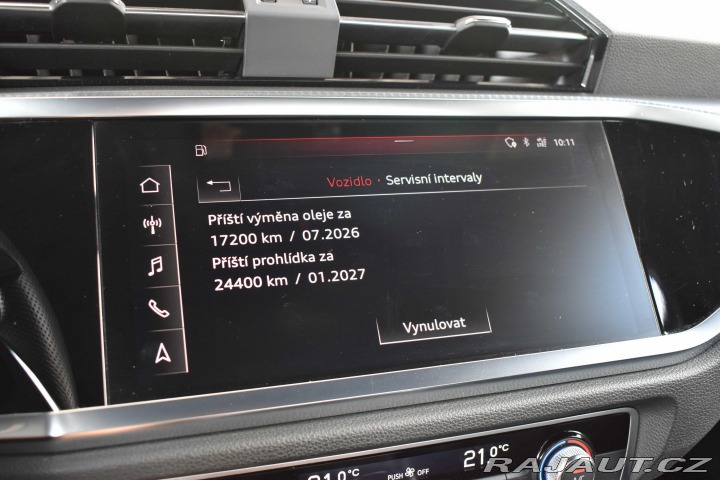 10:11
Vozidlo · Servisní intervaly
Příští výměna oleje za
17200 km / 07.2026
Příští prohlídka za
24400 km / 01.2027
Vynulovat
21.0°C
PUSH OFF
21.0°C
RAJAUT.CZ